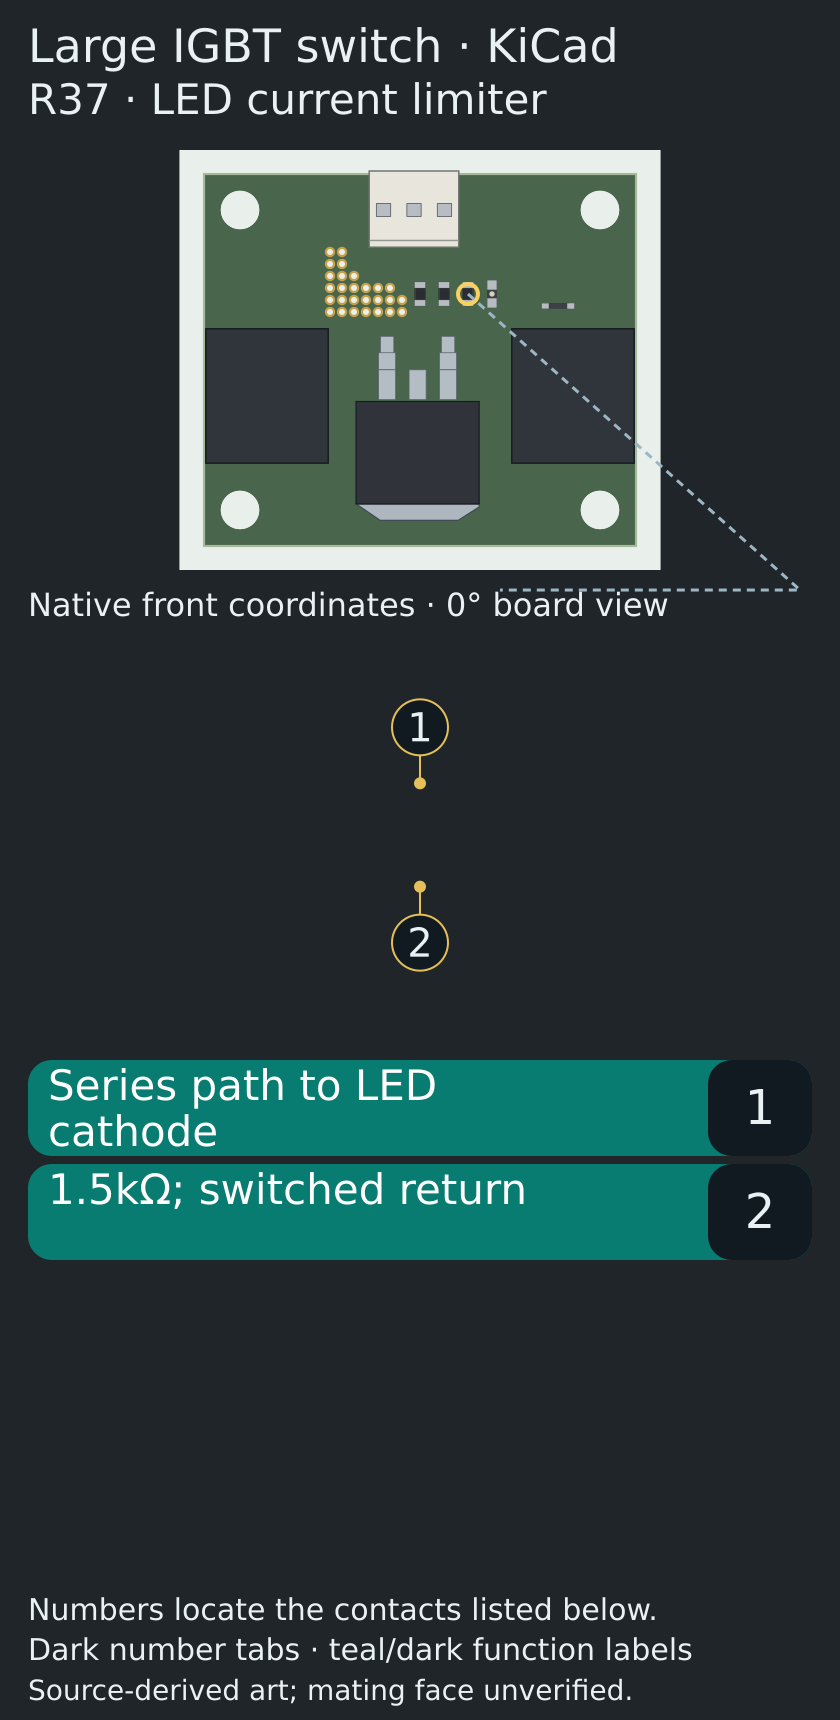 Large IGBT switch · KiCad
R37 · LED current limiter
Native front coordinates · 0° board view
1
2
Series path to LED
cathode
1
1.5kΩ; switched return
2
Numbers locate the contacts listed below.
Dark number tabs · teal/dark function labels
Source-derived art; mating face unverified.